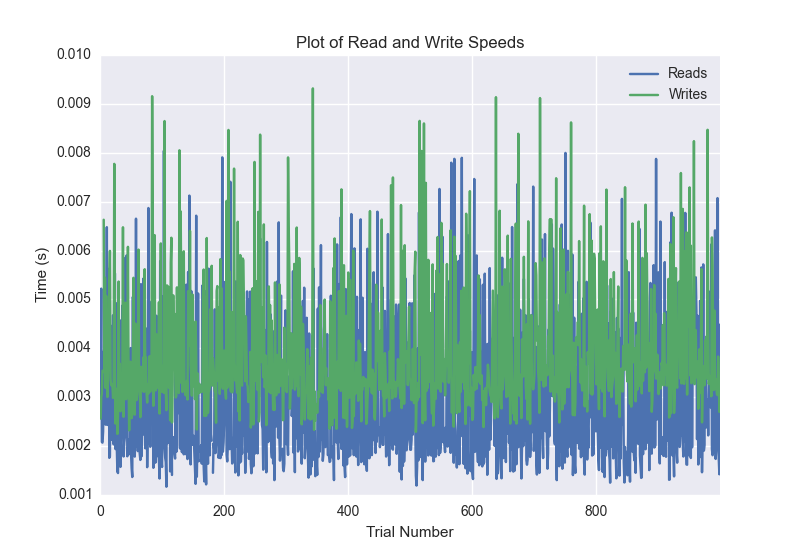 Plot of Read and Write Speeds
0.010
0.009
0.008
0.007
0.006
0.005
0.004
0.003
0.002
0.001
Time (s)
Reads
Writes
0 200 400 600 800
Trial Number